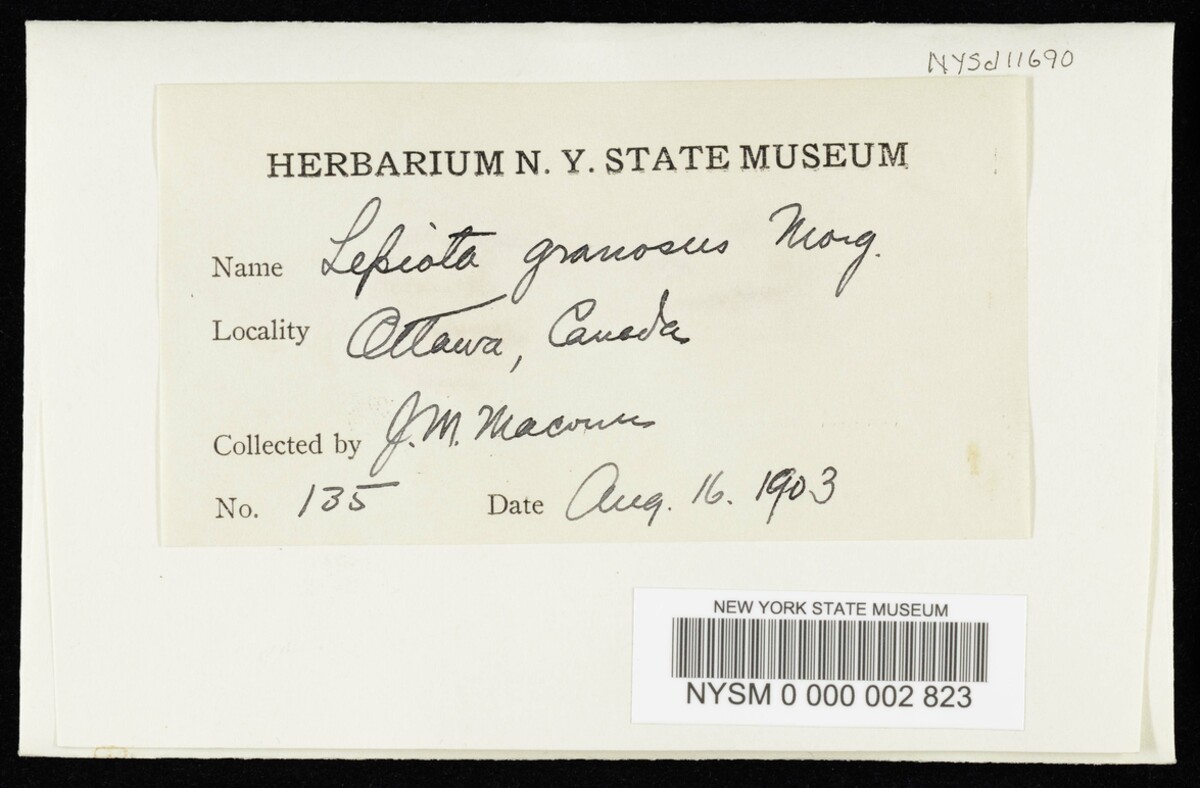 NYSd11690
HERBARIUM N. Y. STATE MUSEUM
Name Lepiota granosus Morg.
Locality Ottawa, Canada
Collected by J. M. Macoun
No. 135 Date Aug. 16. 1903
NEW YORK STATE MUSEUM
NYSM 0 000 002 823